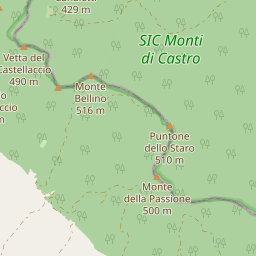 429 m
SIC Monti
di Castro
Vetta del
Castellaccio
490 m
Monte
Bellino
516 m
Puntone
dello Staro
510 m
Monte
della Passione
500 m